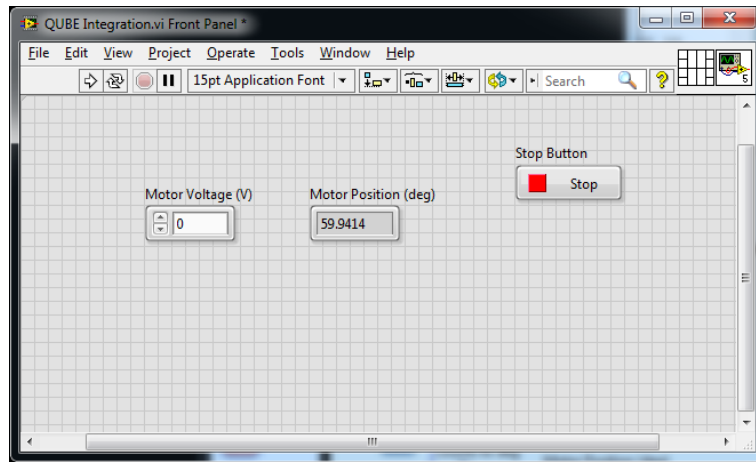 QUBE Integration.vi Front Panel *
File Edit View Project Operate Tools Window Help
15pt Application Font Search ? 5
Stop Button
Stop
Motor Voltage (V) Motor Position (deg)
0 59.9414